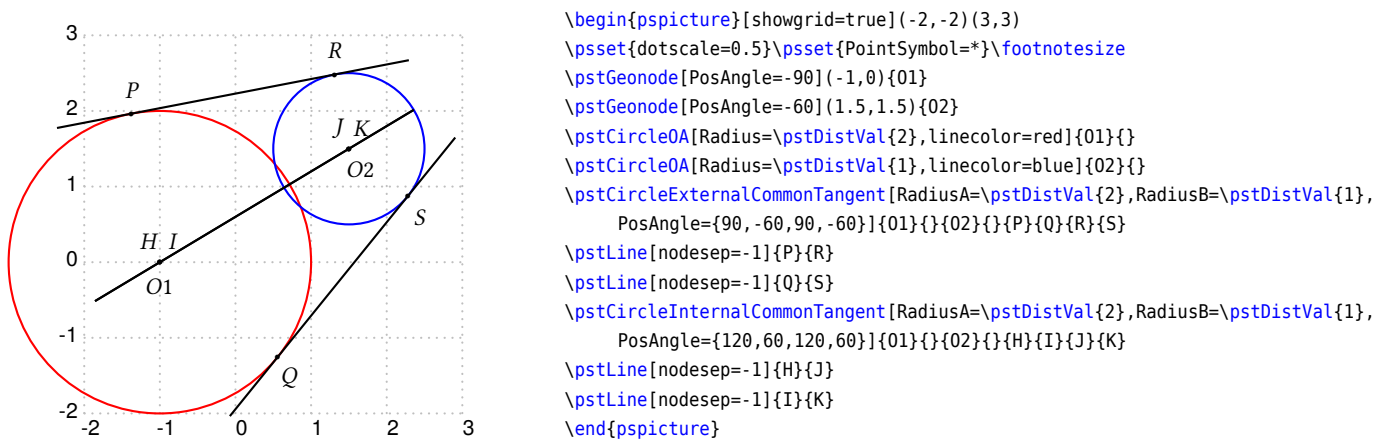 3
2
1
0
-1
-2
-2
-1
0
1
2
3
P
R
J K
O2
S
H I
O1
Q
\begin{pspicture}[showgrid=true](-2,-2)(3,3)
\psset{dotscale=0.5}\psset{PointSymbol=*}\footnotesize
\pstGeonode[PosAngle=-90](-1,0){O1}
\pstGeonode[PosAngle=-60](1.5,1.5){O2}
\pstCircleOA[Radius=\pstDistVal{2},linecolor=red]{O1}{}
\pstCircleOA[Radius=\pstDistVal{1},linecolor=blue]{O2}{}
\pstCircleExternalCommonTangent[RadiusA=\pstDistVal{2},RadiusB=\pstDistVal{1},
PosAngle={90,-60,90,-60}]{O1}{}{O2}{}{P}{Q}{R}{S}
\pstLine[nodesep=-1]{P}{R}
\pstLine[nodesep=-1]{Q}{S}
\pstCircleInternalCommonTangent[RadiusA=\pstDistVal{2},RadiusB=\pstDistVal{1},
PosAngle={120,60,120,60}]{O1}{}{O2}{}{H}{I}{J}{K}
\pstLine[nodesep=-1]{H}{J}
\pstLine[nodesep=-1]{I}{K}
\end{pspicture}